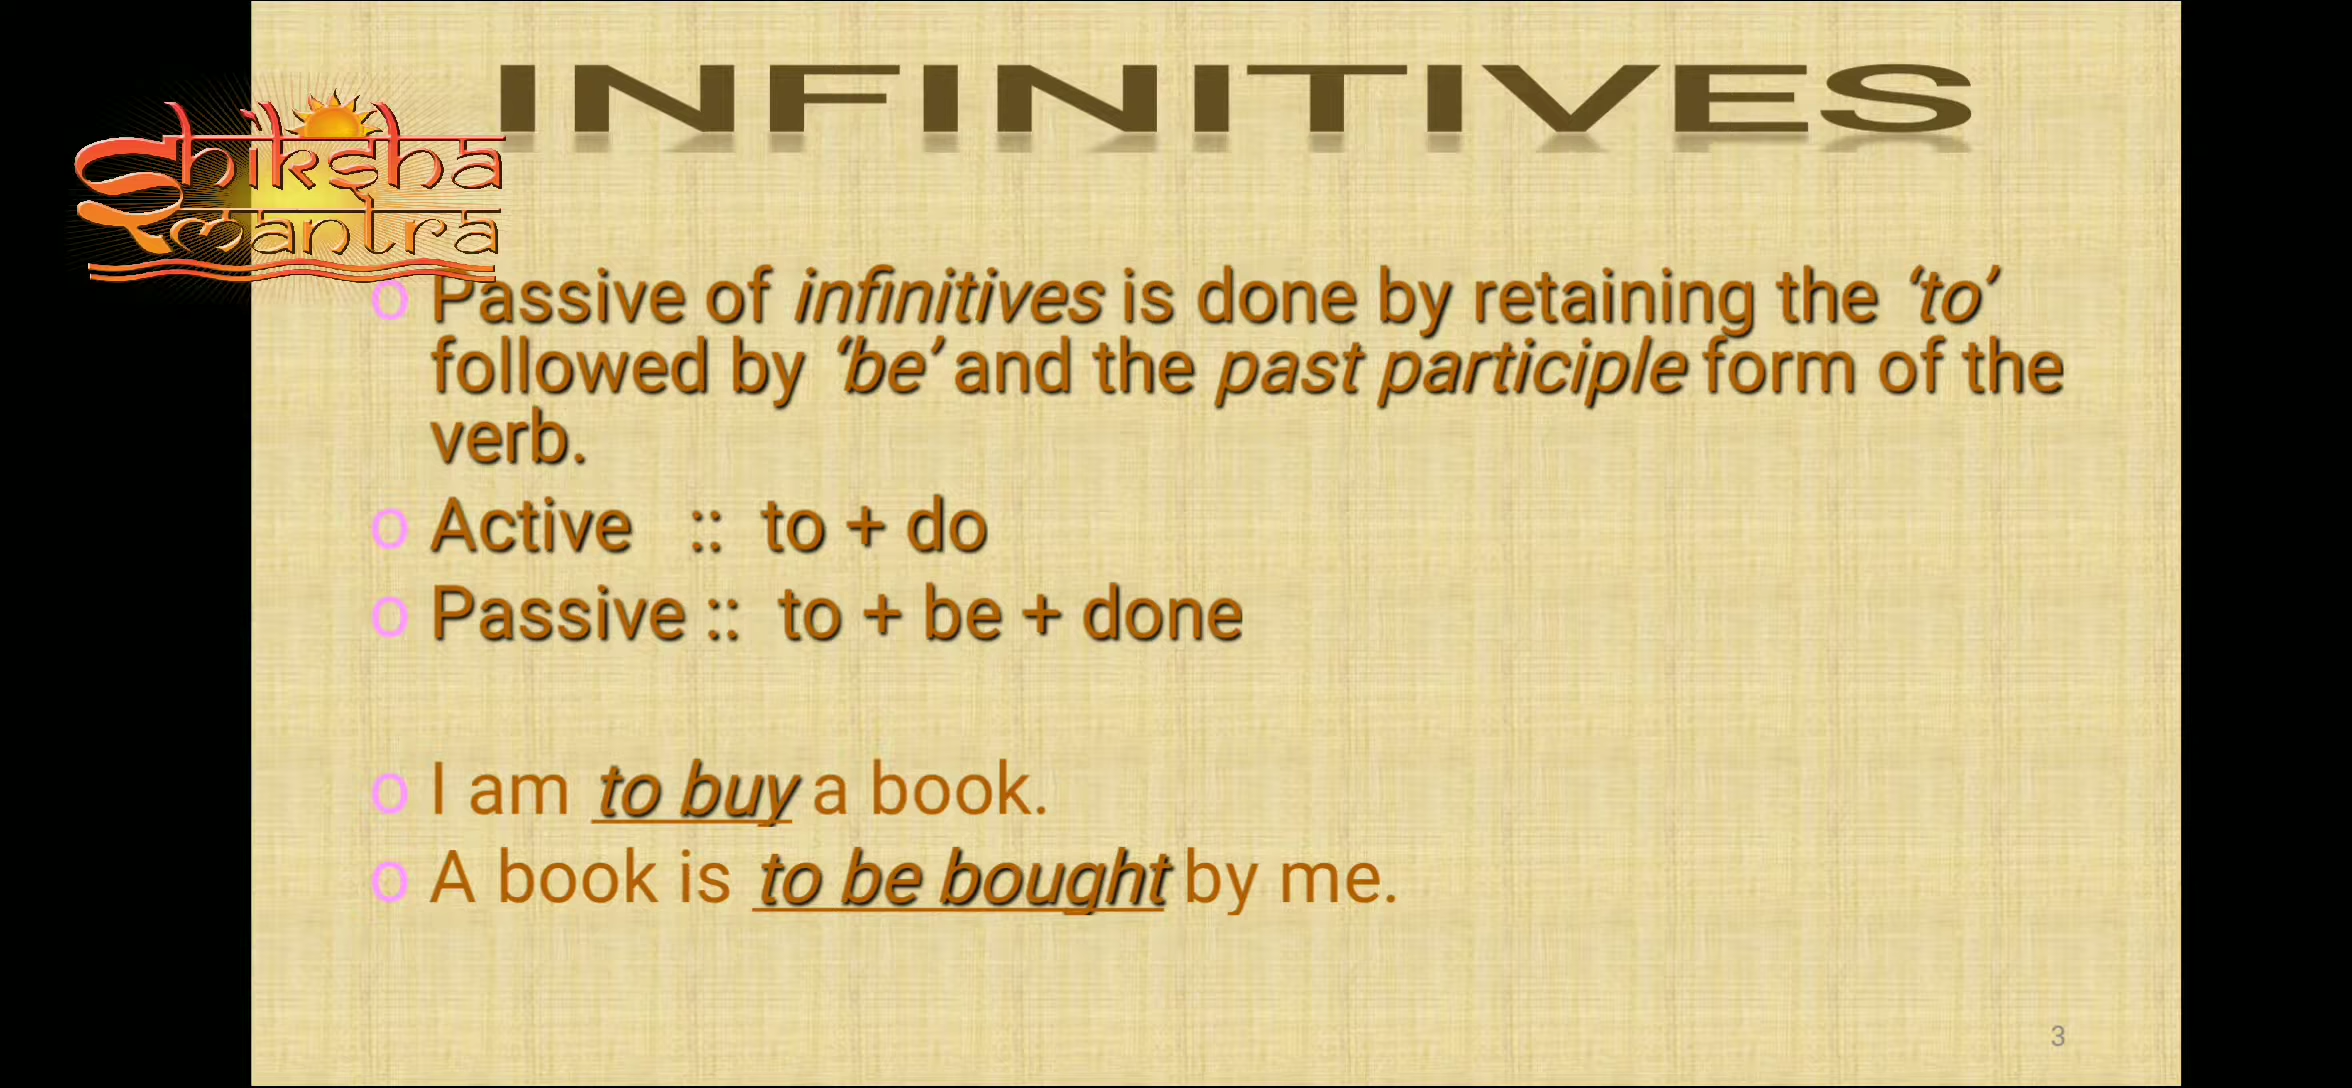 INFINITIVES
Shiksha
mantra
o Passive of infinitives is done by retaining the ‘to’
followed by ‘be’ and the past participle form of the
verb.
o Active :: to + do
o Passive :: to + be + done
o I am to buy a book.
o A book is to be bought by me.
3